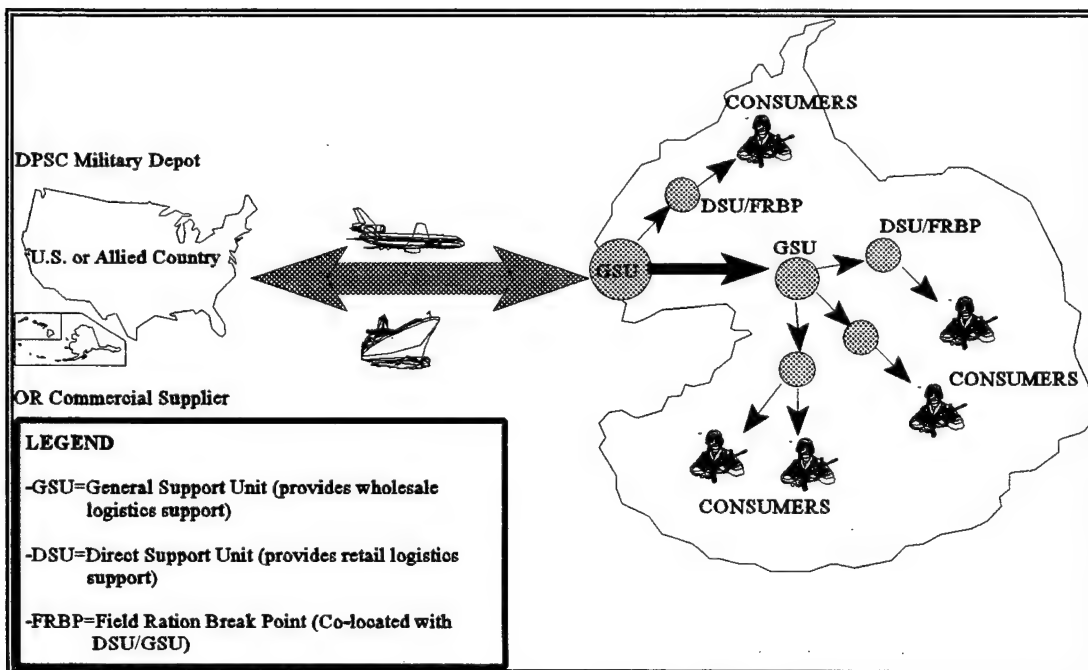 DPSC Military Depot
U.S. or Allied Country
OR Commercial Supplier
CONSUMERS
DSU/FRBP
GSU
GSU
DSU/FRBP
CONSUMERS
CONSUMERS
LEGEND
-GSU=General Support Unit (provides wholesale
logistics support)
-DSU=Direct Support Unit (provides retail logistics
support)
-FRBP=Field Ration Break Point (Co-located with
DSU/GSU)